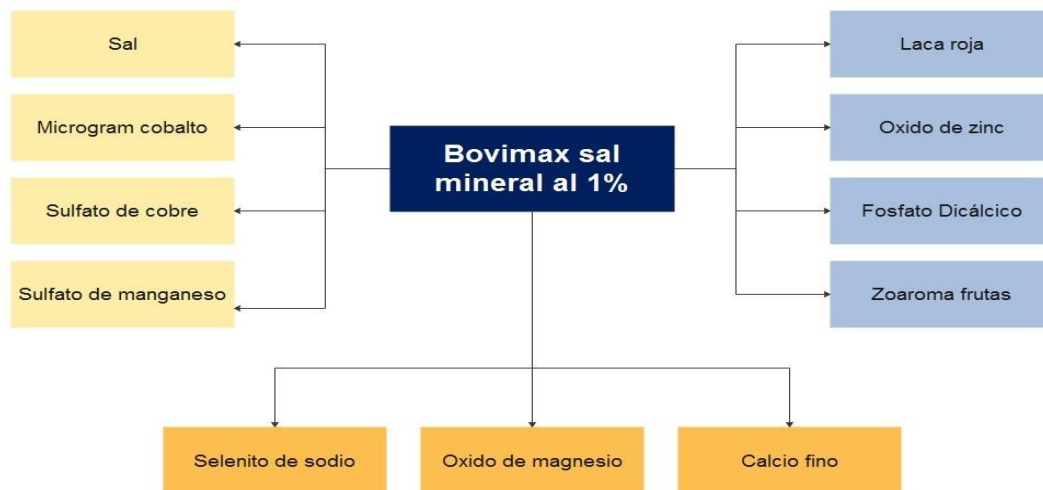 Sal
Microgram cobalto
Sulfato de cobre
Sulfato de manganeso
Bovimax sal
mineral al 1%
Laca roja
Oxido de zinc
Fosfato Dicálcico
Zoaroma frutas
Selenito de sodio
Oxido de magnesio
Calcio fino